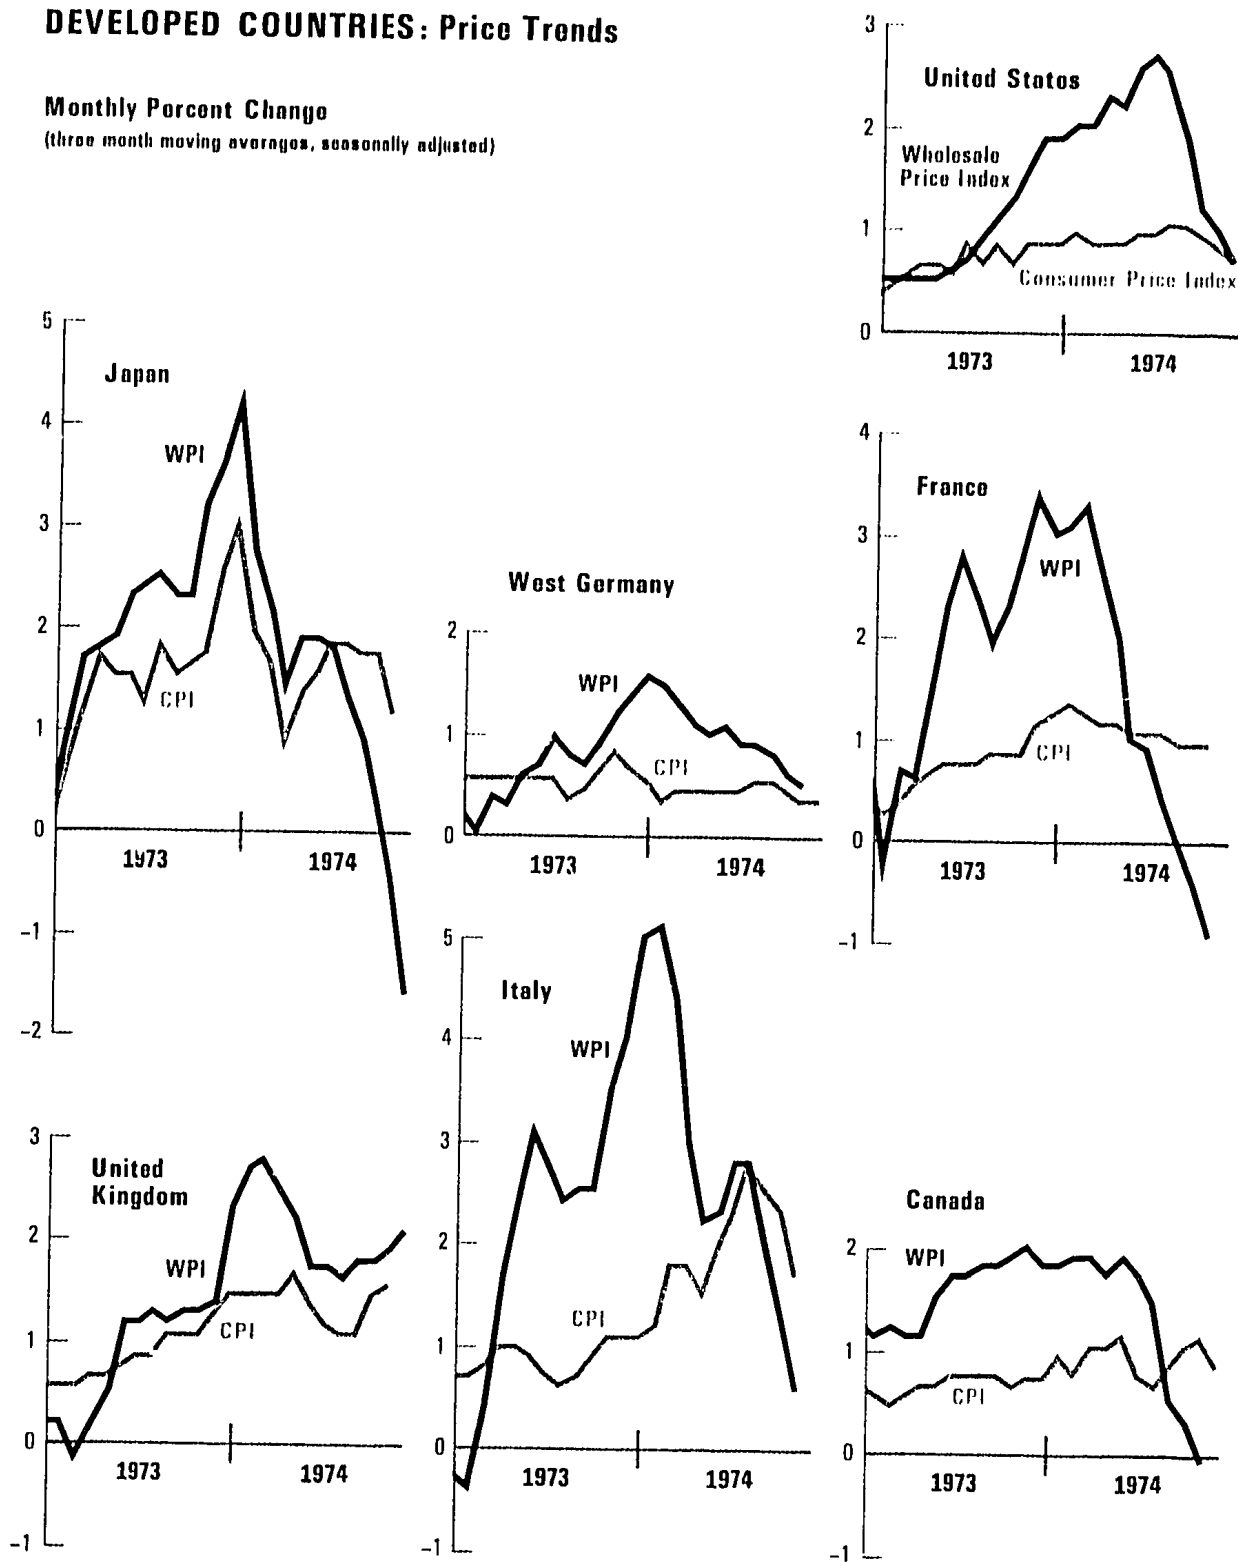 DEVELOPED COUNTRIES: Price Trends
Monthly Percent Change
(three month moving averages, seasonally adjusted)
3
United States
2
Wholesale
Price Index
1
Consumer Price Index
0
1973
1974
5
Japan
4
WPI
3
2
CPI
1
0
1973
1974
-1
-2
West Germany
2
WPI
1
CPI
0
1973
1974
4
France
3
WPI
2
1
CPI
0
1973
1974
-1
3
United
Kingdom
2
WPI
1
CPI
0
1973
1974
-1
5
Italy
4
WPI
3
2
CPI
1
0
1973
1974
-1
Canada
2
WPI
1
CPI
0
1973
1974
-1